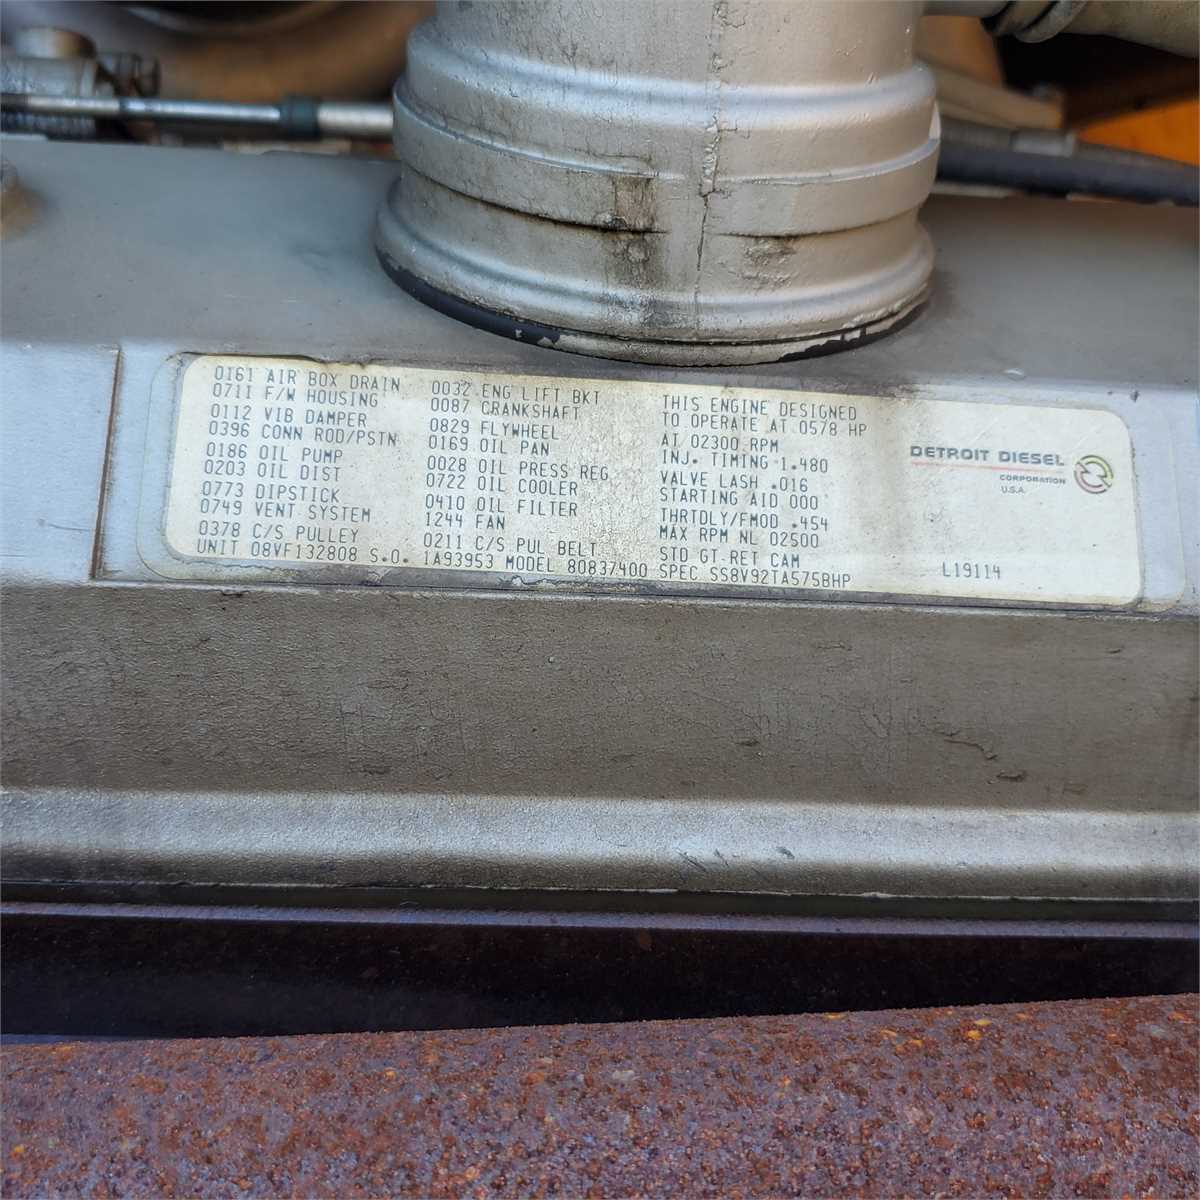 0161 AIR BOX DRAIN
0711 F/W HOUSING
0112 VIB DAMPER
0396 CONN ROD/PSTN
0186 OIL PUMP
0203 OIL DIST
0773 DIPSTICK
0749 VENT SYSTEM
0378 C/S PULLEY
0032 ENG LIFT BKT
0087 CRANKSHAFT
0829 FLYWHEEL
0169 OIL PAN
0028 OIL PRESS REG
0722 OIL COOLER
0410 OIL FILTER
1244 FAN
0211 C/S PUL BELT
THIS ENGINE DESIGNED
TO OPERATE AT 0578 HP
AT 02300 RPM
INJ. TIMING 1.480
VALVE LASH .016
STARTING AID 000
THRTDLY/FMOD .454
MAX RPM NL 02500
STD GT.RET CAM
UNIT 08VF132808 S.O. 1A93953 MODEL 80837400 SPEC SS8V92TA575BHP
DETROIT DIESEL
CORPORATION
U.S.A.
L19114